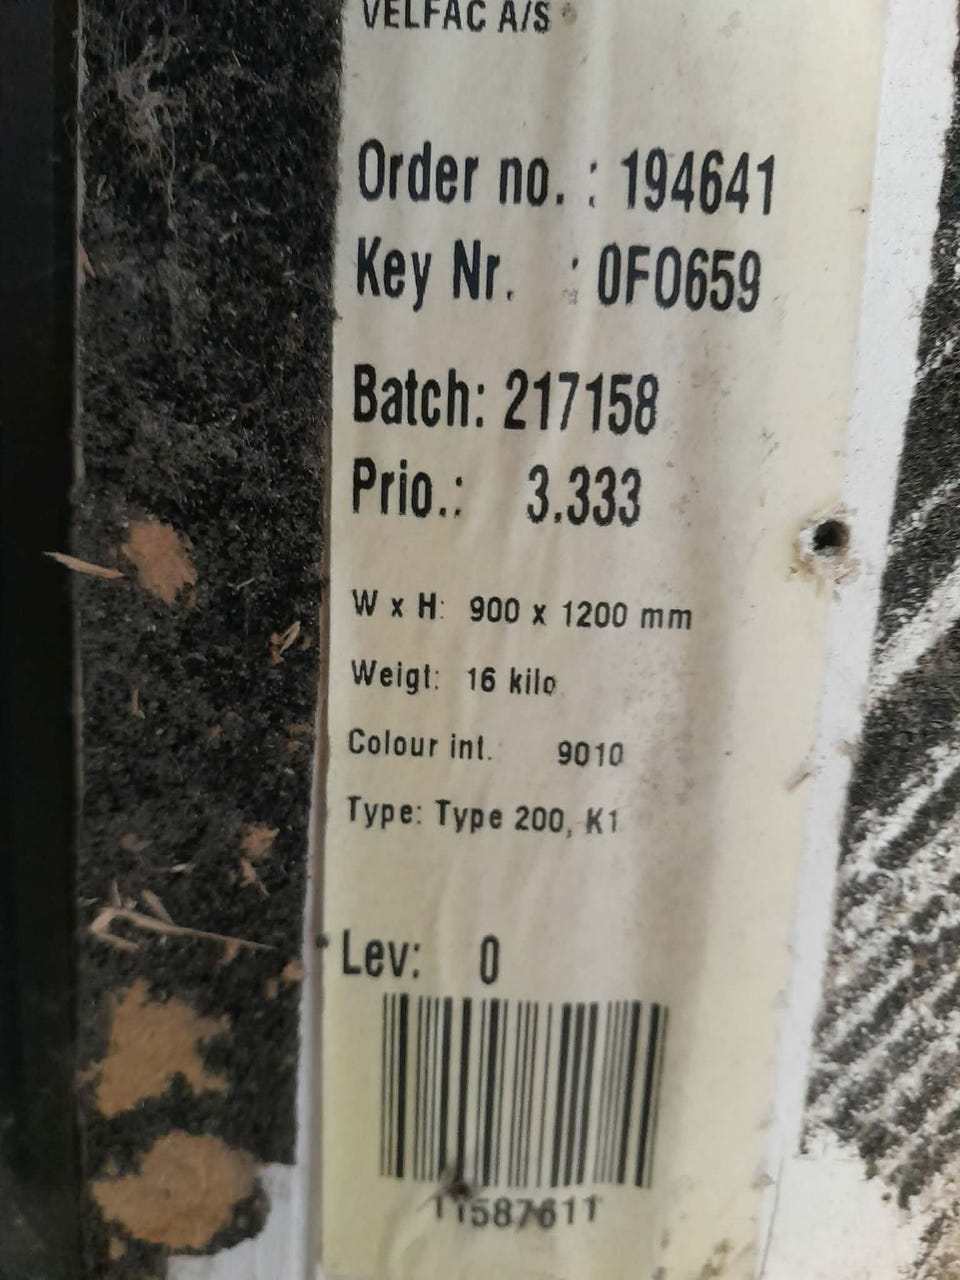 VELFAC A/S
Order no. : 194641
Key Nr. : 0F0659
Batch: 217158
Prio.: 3.333
W x H: 900 x 1200 mm
Weigt: 16 kilo
Colour int. 9010
Type: Type 200, K1
Lev: 0
11587611